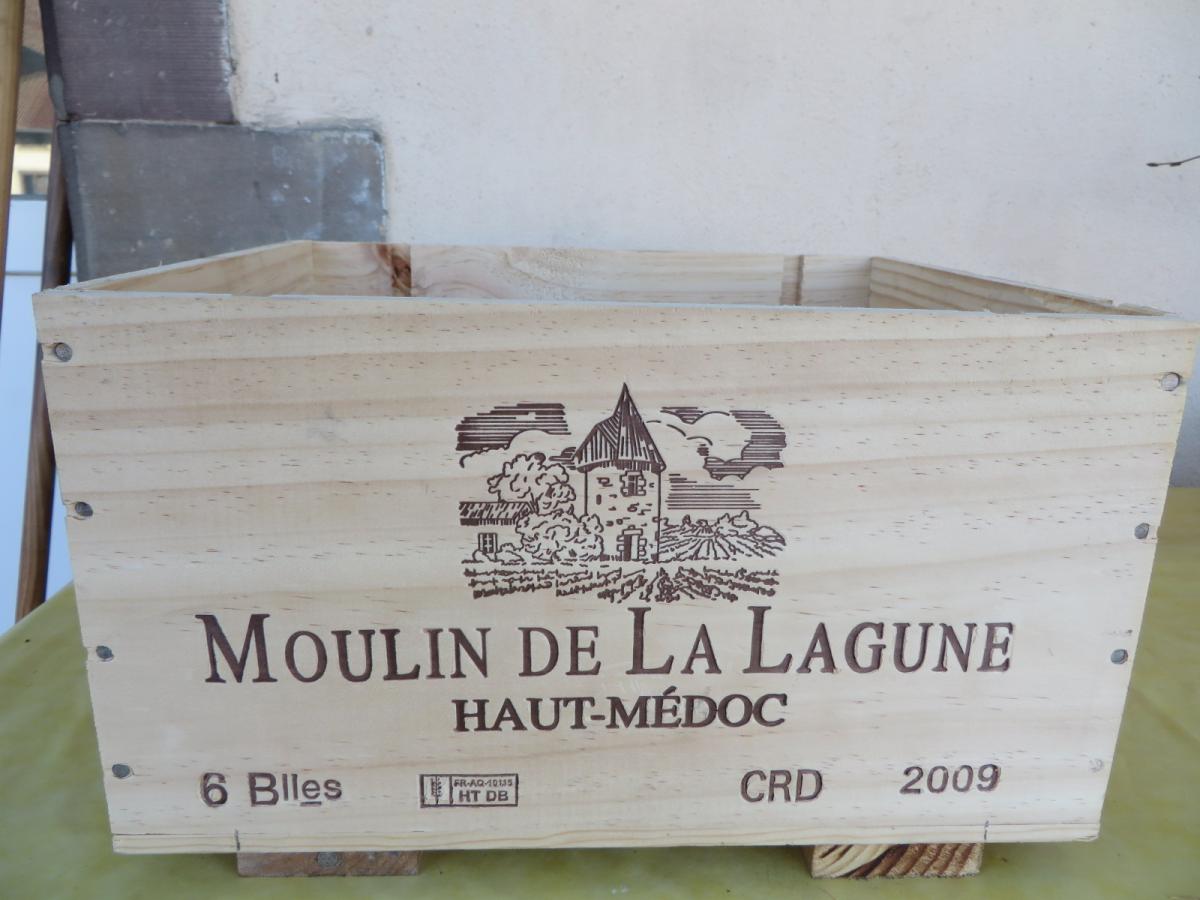 MOULIN DE LA LAGUNE
HAUT-MÉDOC
6 Blles FR-AQ-10135 CRD 2009
HT DB